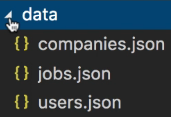 data
{} companies.json
{} jobs.json
{} users.json